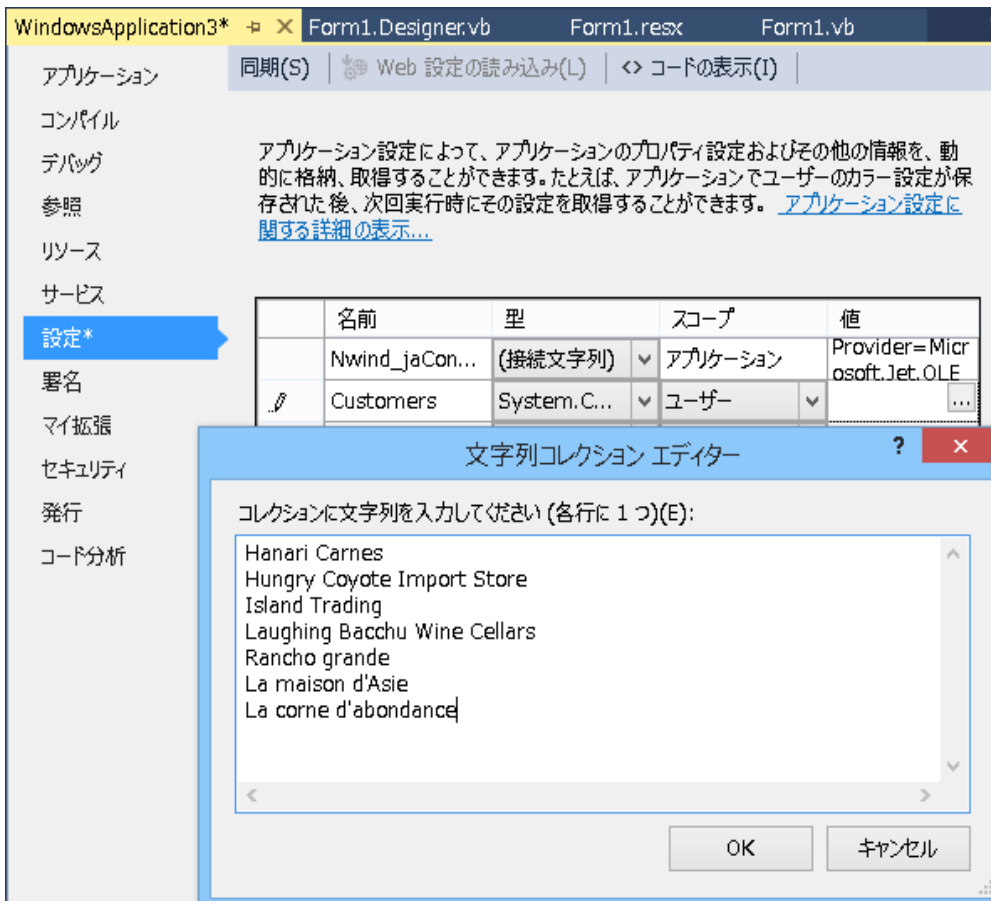 WindowsApplication3* Form1.Designer.vb Form1.resx Form1.vb
同期(S) Web 設定の読み込み(L) <> コードの表示(I)
アプリケーション
コンパイル
デバッグ
参照
リソース
サービス
設定*
署名
マイ拡張
セキュリティ
発行
コード分析
アプリケーション設定によって、アプリケーションのプロパティ設定およびその他の情報を、動
的に格納、取得することができます。たとえば、アプリケーションでユーザーのカラー設定が保
存された後、次回実行時にその設定を取得することができます。 アプリケーション設定に
関する詳細の表示...
名前 型 スコープ 値
Nwind_jaCon... (接続文字列) アプリケーション Provider=Micr
osoft.Jet.OLE
Customers System.C... ユーザー ...
文字列コレクション エディター ?
コレクションに文字列を入力してください (各行に 1 つ)(E):
Hanari Carnes
Hungry Coyote Import Store
Island Trading
Laughing Bacchu Wine Cellars
Rancho grande
La maison d'Asie
La corne d'abondance
OK キャンセル